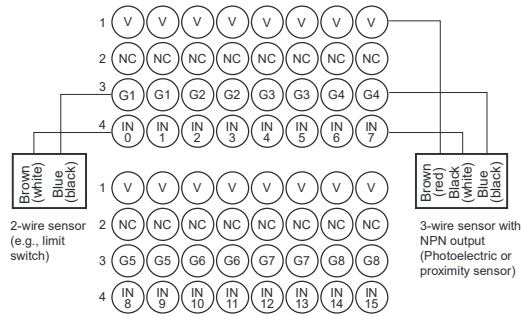 1 V V V V V V V V
2 NC NC NC NC NC NC NC NC
3 G1 G1 G2 G2 G3 G3 G4 G4
4 IN 0 IN 1 IN 2 IN 3 IN 4 IN 5 IN 6 IN 7
Brown (white)
Blue (black)
Brown (red)
Black (white)
Blue (black)
2-wire sensor
(e.g., limit
switch)
3-wire sensor with
NPN output
(Photoelectric or
proximity sensor)
1 V V V V V V V V
2 NC NC NC NC NC NC NC NC
3 G5 G5 G6 G6 G7 G7 G8 G8
4 IN 8 IN 9 IN 10 IN 11 IN 12 IN 13 IN 14 IN 15